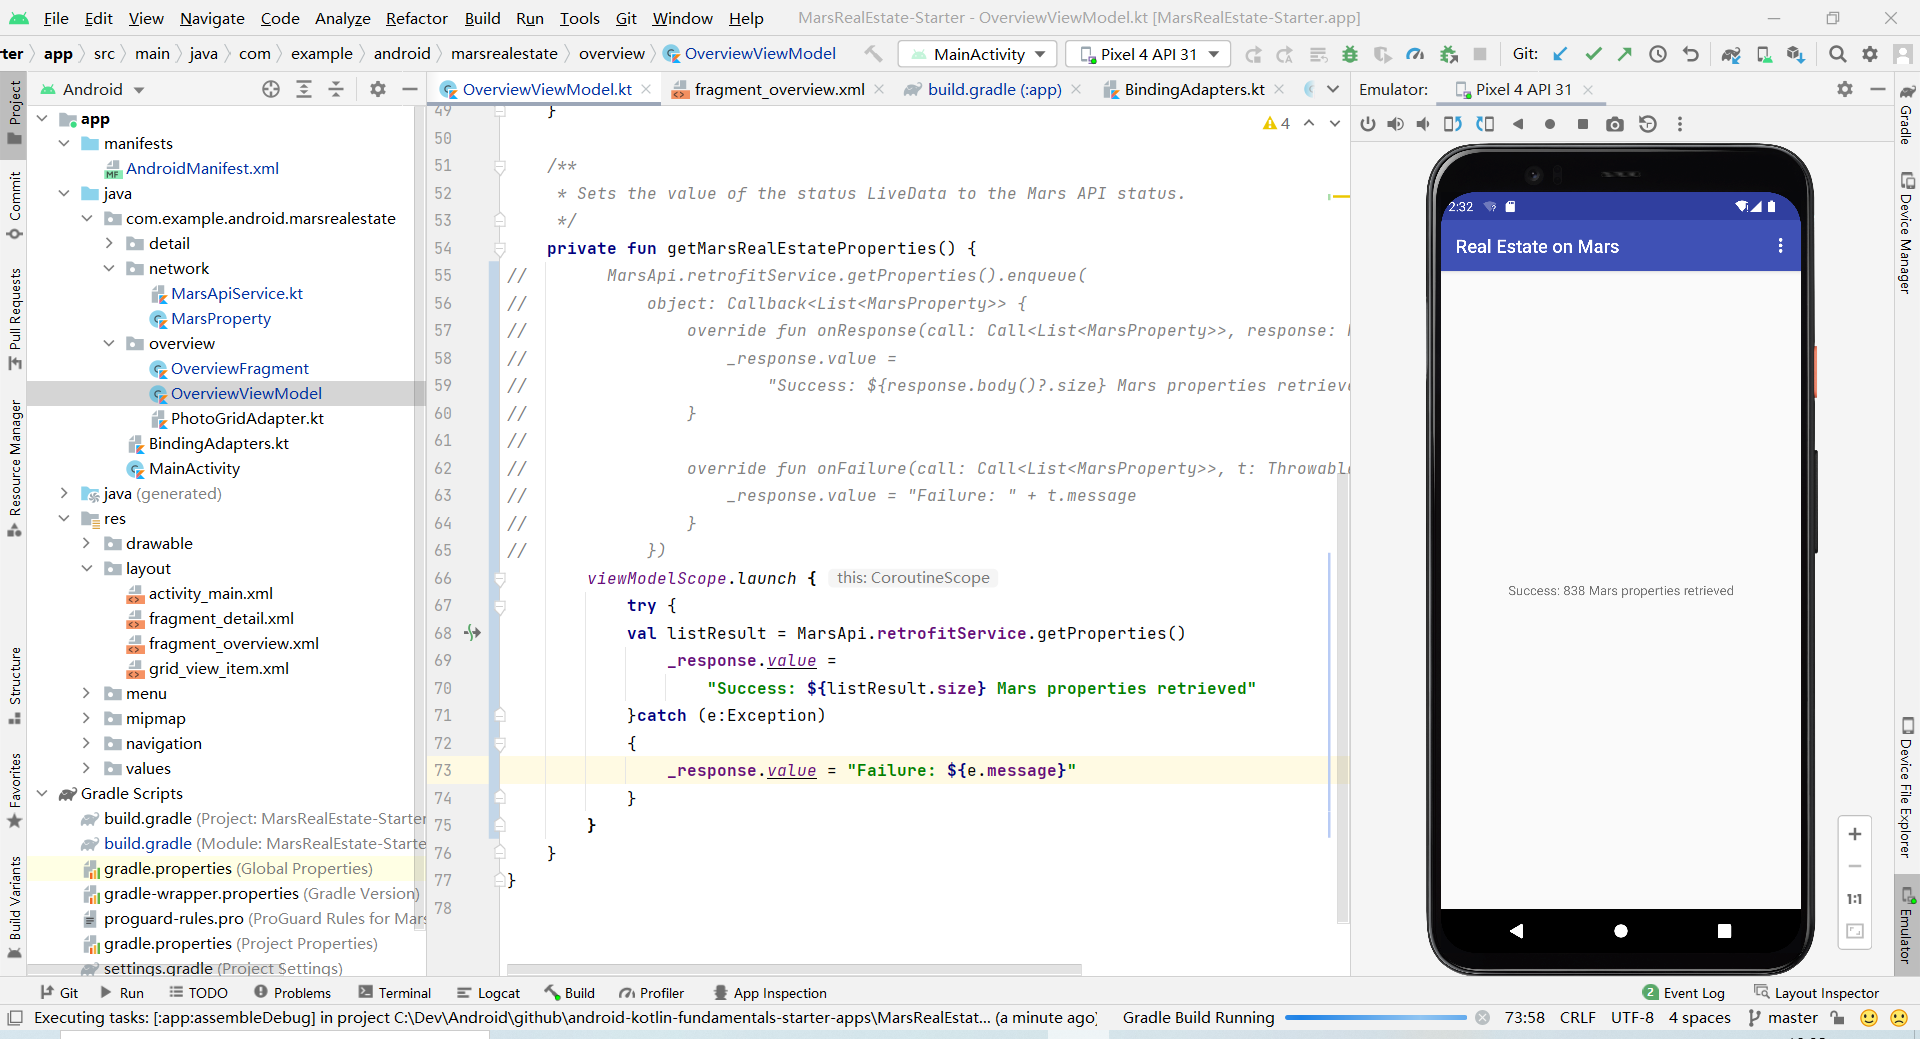 File Edit View Navigate Code Analyze Refactor Build Run Tools Git Window Help MarsRealEstate-Starter - OverviewViewModel.kt [MarsRealEstate-Starter.app]
rter app src main java com example android marsrealestate overview OverviewViewModel MainActivity Pixel 4 API 31 Git:
Android
OverviewViewModel.kt fragment_overview.xml build.gradle (:app) BindingAdapters.kt
Emulator: Pixel 4 API 31
Project
Commit
Pull Requests
Resource Manager
Structure
Favorites
Build Variants
app
manifests
AndroidManifest.xml
java
com.example.android.marsrealestate
detail
network
MarsApiService.kt
MarsProperty
overview
OverviewFragment
OverviewViewModel
PhotoGridAdapter.kt
BindingAdapters.kt
MainActivity
java (generated)
res
drawable
layout
activity_main.xml
fragment_detail.xml
fragment_overview.xml
grid_view_item.xml
menu
mipmap
navigation
values
Gradle Scripts
build.gradle (Project: MarsRealEstate-Starter
build.gradle (Module: MarsRealEstate-Starte
gradle.properties (Global Properties)
gradle-wrapper.properties (Gradle Version)
proguard-rules.pro (ProGuard Rules for Mars
gradle.properties (Project Properties)
settings.gradle (Project Settings)
4
49 }
50
51 /**
52 * Sets the value of the status LiveData to the Mars API status.
53 */
54 private fun getMarsRealEstateProperties() {
55 // MarsApi.retrofitService.getProperties().enqueue(
56 // object: Callback<List<MarsProperty>> {
57 // override fun onResponse(call: Call<List<MarsProperty>>, response:
58 // _response.value =
59 // "Success: ${response.body()?.size} Mars properties retrieve
60 // }
61 //
62 // override fun onFailure(call: Call<List<MarsProperty>>, t: Throwabl
63 // _response.value = "Failure: " + t.message
64 // }
65 // })
66 viewModelScope.launch { this: CoroutineScope
67 try {
68 val listResult = MarsApi.retrofitService.getProperties()
69 _response.value =
70 "Success: ${listResult.size} Mars properties retrieved"
71 }catch (e:Exception)
72 {
73 _response.value = "Failure: ${e.message}"
74 }
75 }
76 }
77 }
78
2:32
Real Estate on Mars
Success: 838 Mars properties retrieved
1:1
Gradle
Device Manager
Device File Explorer
Emulator
Git Run TODO Problems Terminal Logcat Build Profiler App Inspection 2 Event Log Layout Inspector
Executing tasks: [:app:assembleDebug] in project C:\Dev\Android\github\android-kotlin-fundamentals-starter-apps\MarsRealEstat... (a minute ago) Gradle Build Running 73:58 CRLF UTF-8 4 spaces master